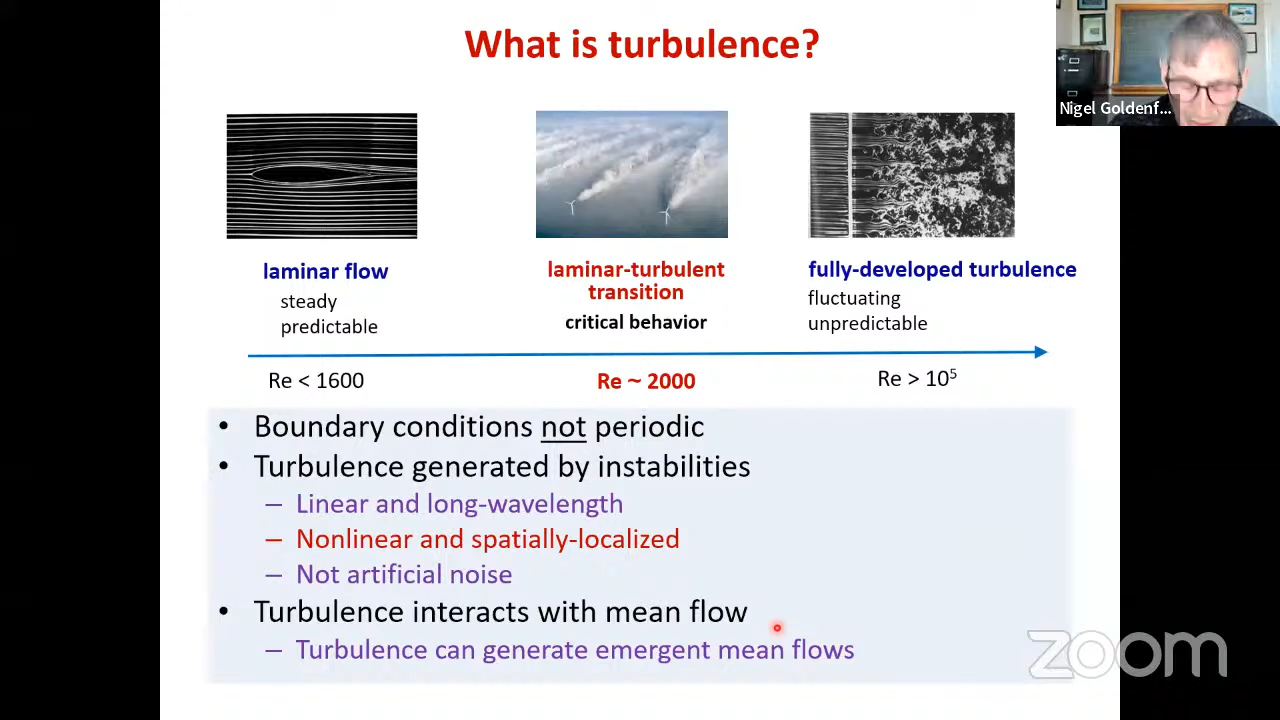 What is turbulence?
Nigel Goldenf...
laminar flow
steady
predictable
laminar-turbulent
transition
critical behavior
fully-developed turbulence
fluctuating
unpredictable
Re < 1600
Re ~ 2000
Re > 10⁵
• Boundary conditions not periodic
• Turbulence generated by instabilities
– Linear and long-wavelength
– Nonlinear and spatially-localized
– Not artificial noise
• Turbulence interacts with mean flow
– Turbulence can generate emergent mean flows
zoom